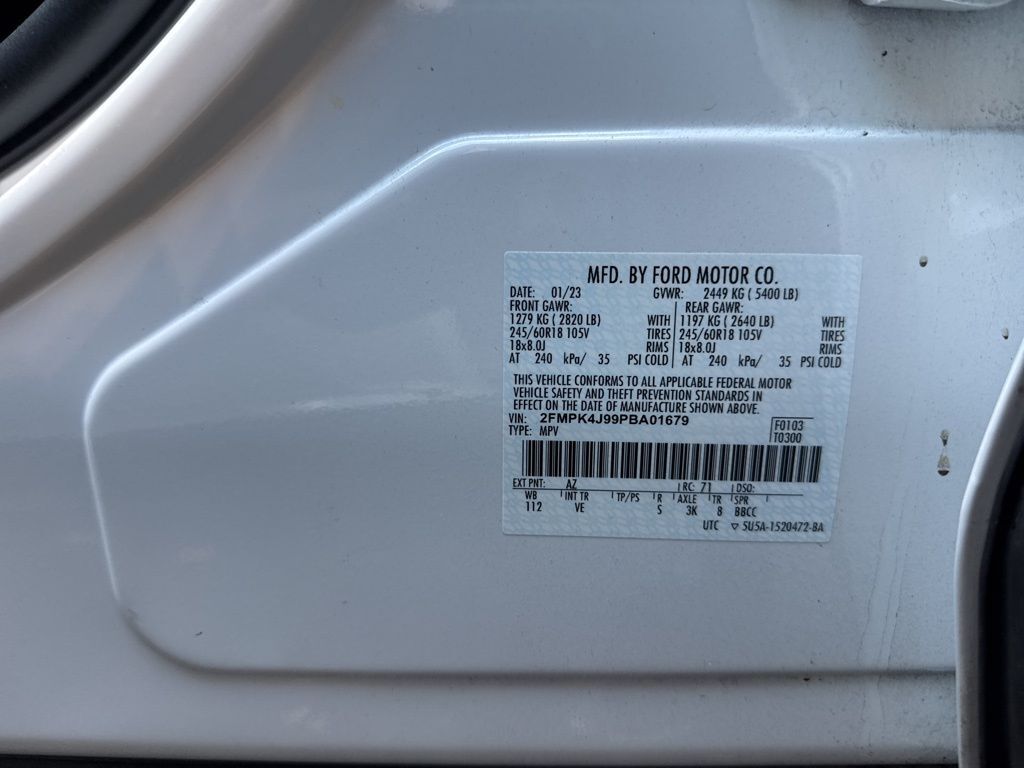 MFD. BY FORD MOTOR CO.
DATE: 01/23 GVWR: 2449 KG ( 5400 LB)
FRONT GAWR: REAR GAWR:
1279 KG ( 2820 LB) WITH 1197 KG ( 2640 LB) WITH
245/60R18 105V TIRES 245/60R18 105V TIRES
18x8.0J RIMS 18x8.0J RIMS
AT 240 kPa/ 35 PSI COLD AT 240 kPa/ 35 PSI COLD
THIS VEHICLE CONFORMS TO ALL APPLICABLE FEDERAL MOTOR
VEHICLE SAFETY AND THEFT PREVENTION STANDARDS IN
EFFECT ON THE DATE OF MANUFACTURE SHOWN ABOVE.
VIN: 2FMPK4J99PBA01679 F0103
TYPE: MPV T0300
EXT PNT: AZ RC: 71 DSO:
WB INT TR TP/PS R AXLE TR SPR
112 VE S 3K 8 BBCC
UTC ▽ 5U5A-1520472-BA